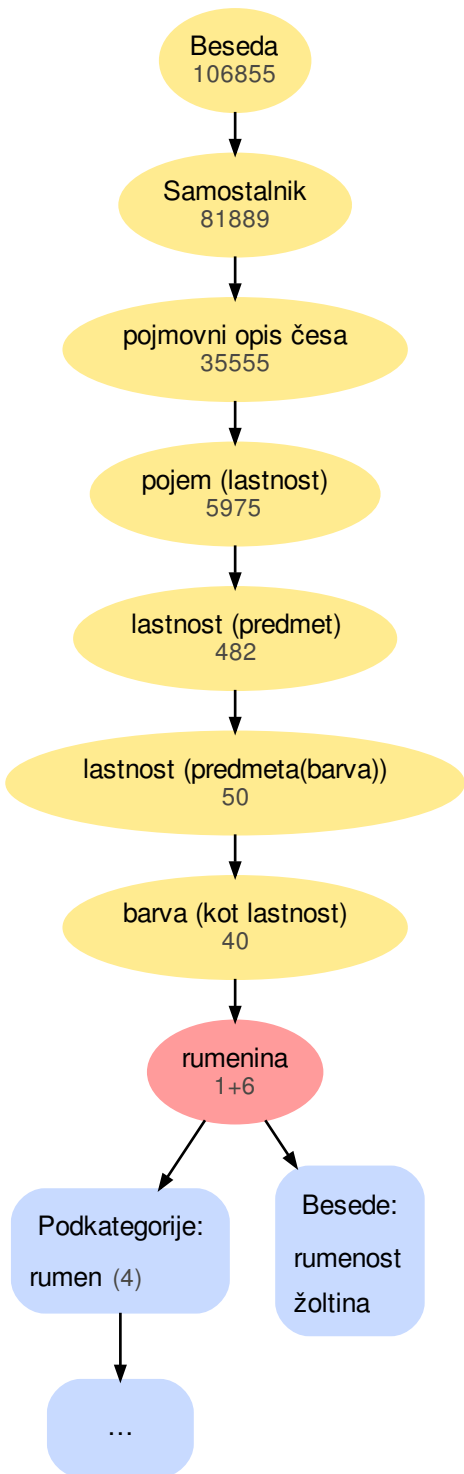 Beseda
106855
Samostalnik
81889
pojmovni opis česa
35555
pojem (lastnost)
5975
lastnost (predmet)
482
lastnost (predmeta(barva))
50
barva (kot lastnost)
40
rumenina
1+6
Podkategorije:
rumen (4)
Besede:
rumenost
žoltina
…